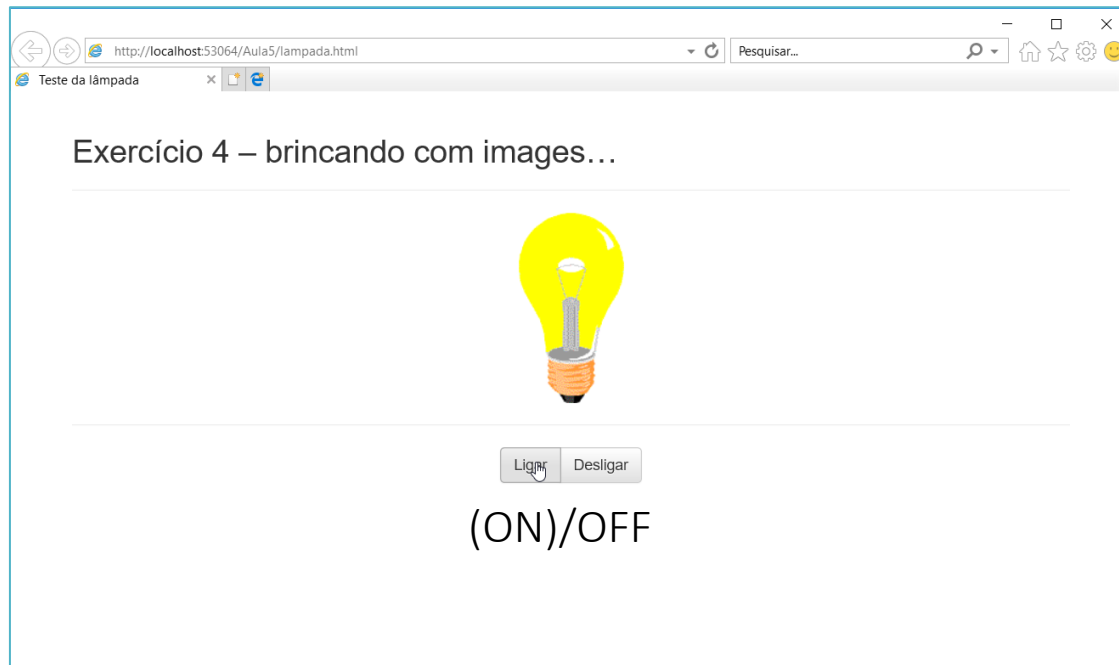 http://localhost:53064/Aula5/lampada.html
Pesquisar...
Teste da lâmpada
Exercício 4 – brincando com images…
Ligar Desligar
(ON)/OFF